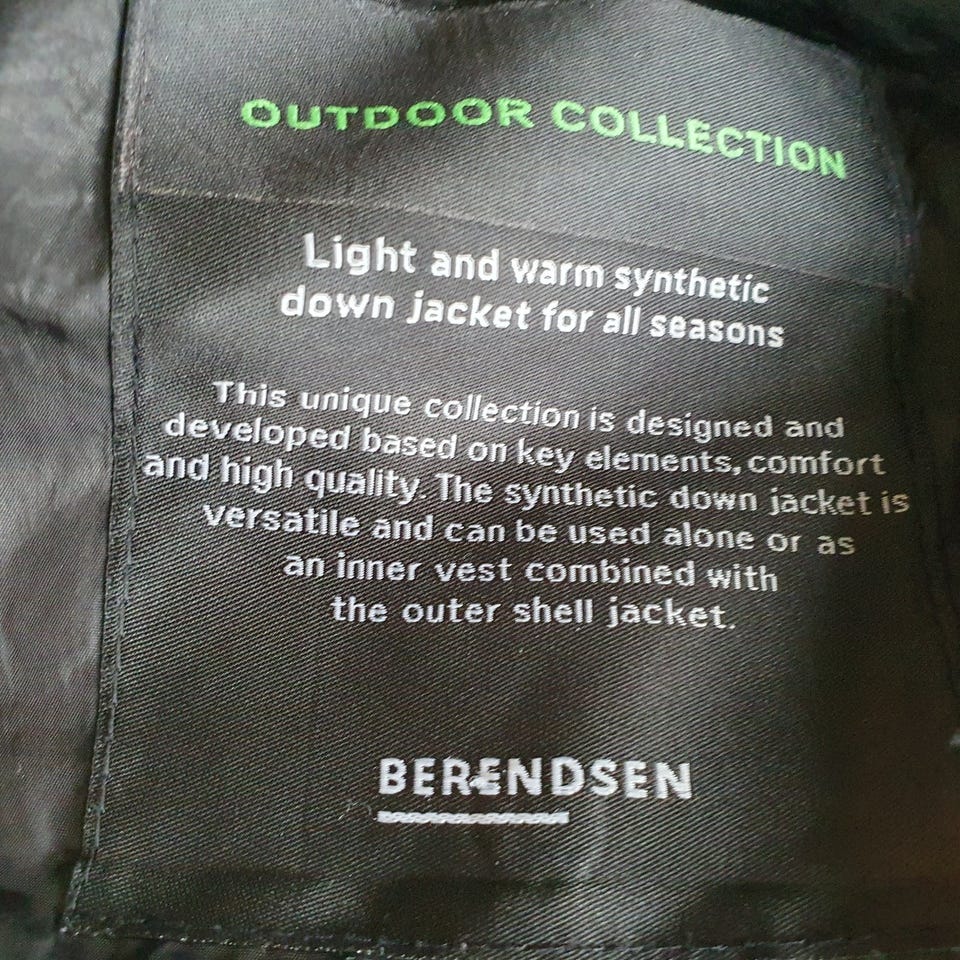 OUTDOOR COLLECTION
Light and warm synthetic
down jacket for all seasons
This unique collection is designed and
developed based on key elements, comfort
and high quality. The synthetic down jacket is
versatile and can be used alone or as
an inner vest combined with
the outer shell jacket.
BERENDSEN